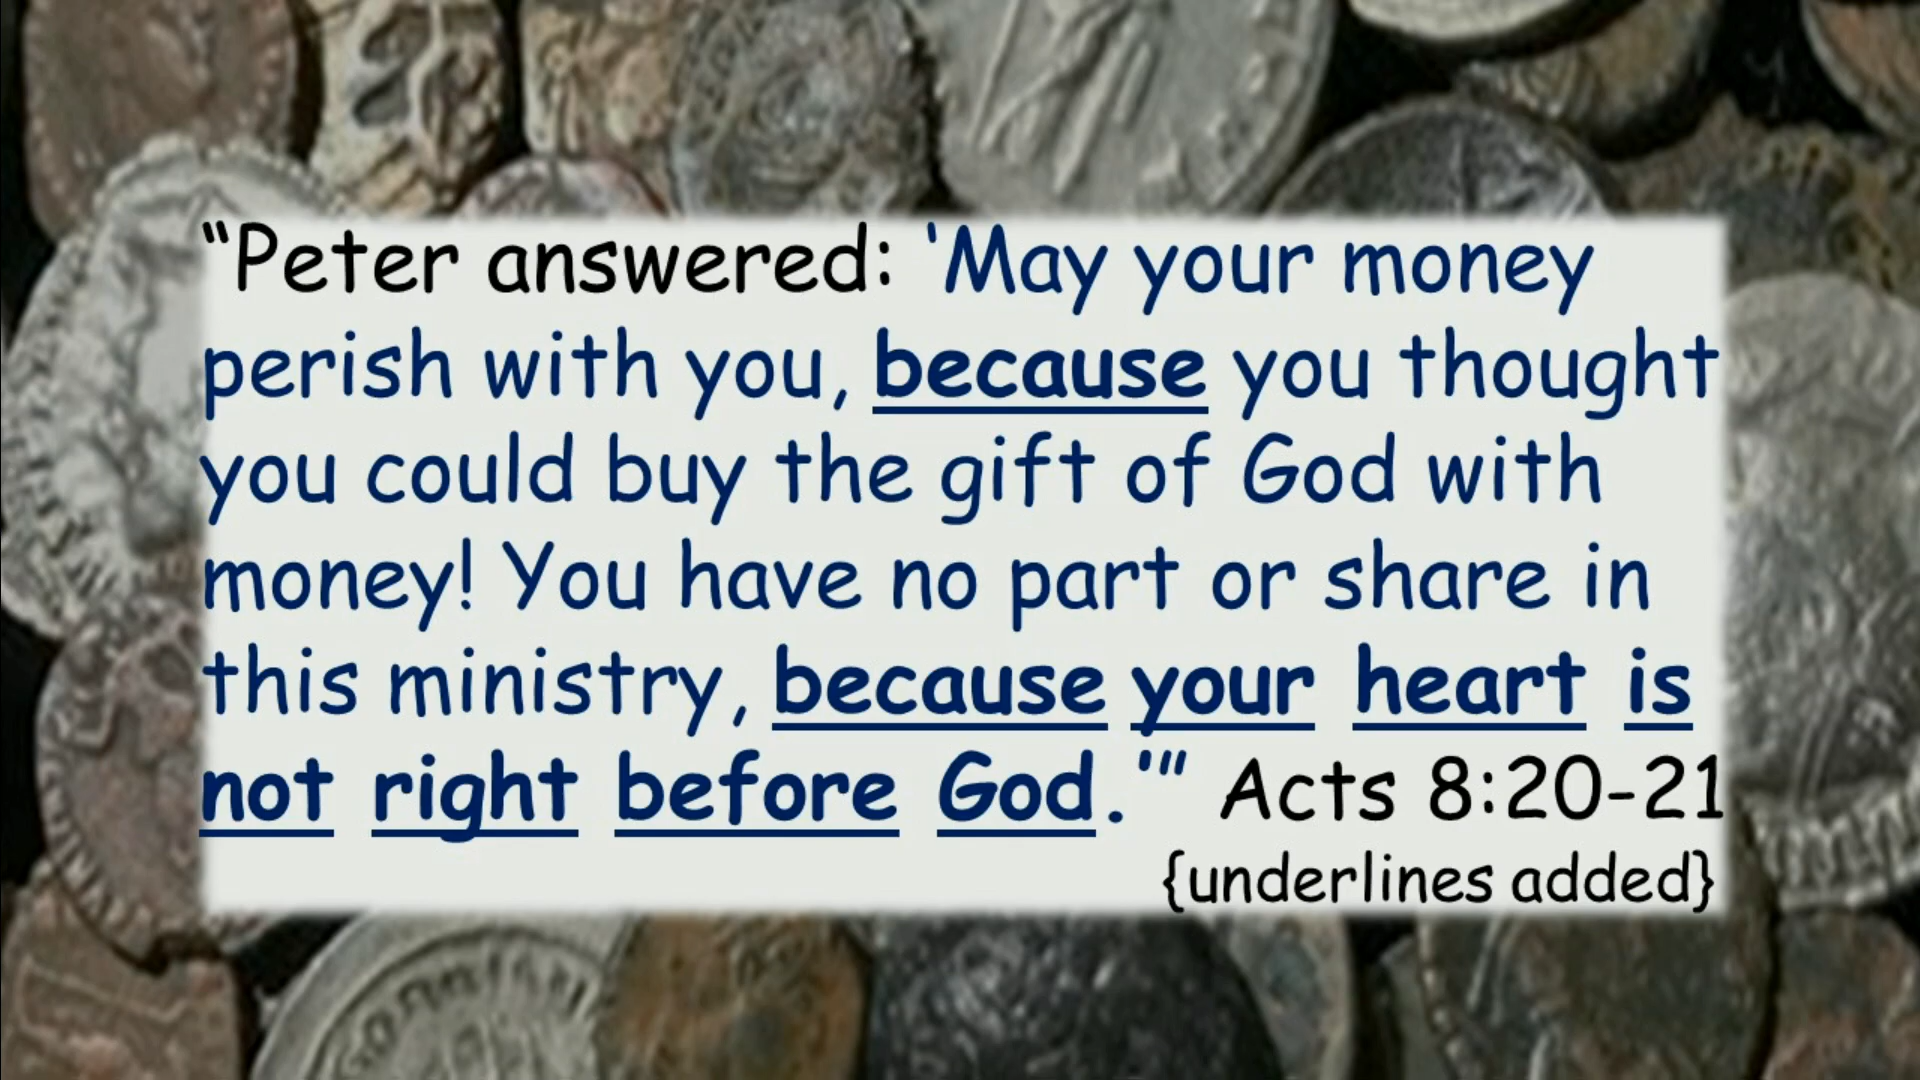 “Peter answered: ‘May your money
perish with you, because you thought
you could buy the gift of God with
money! You have no part or share in
this ministry, because your heart is
not right before God.’” Acts 8:20-21
{underlines added}